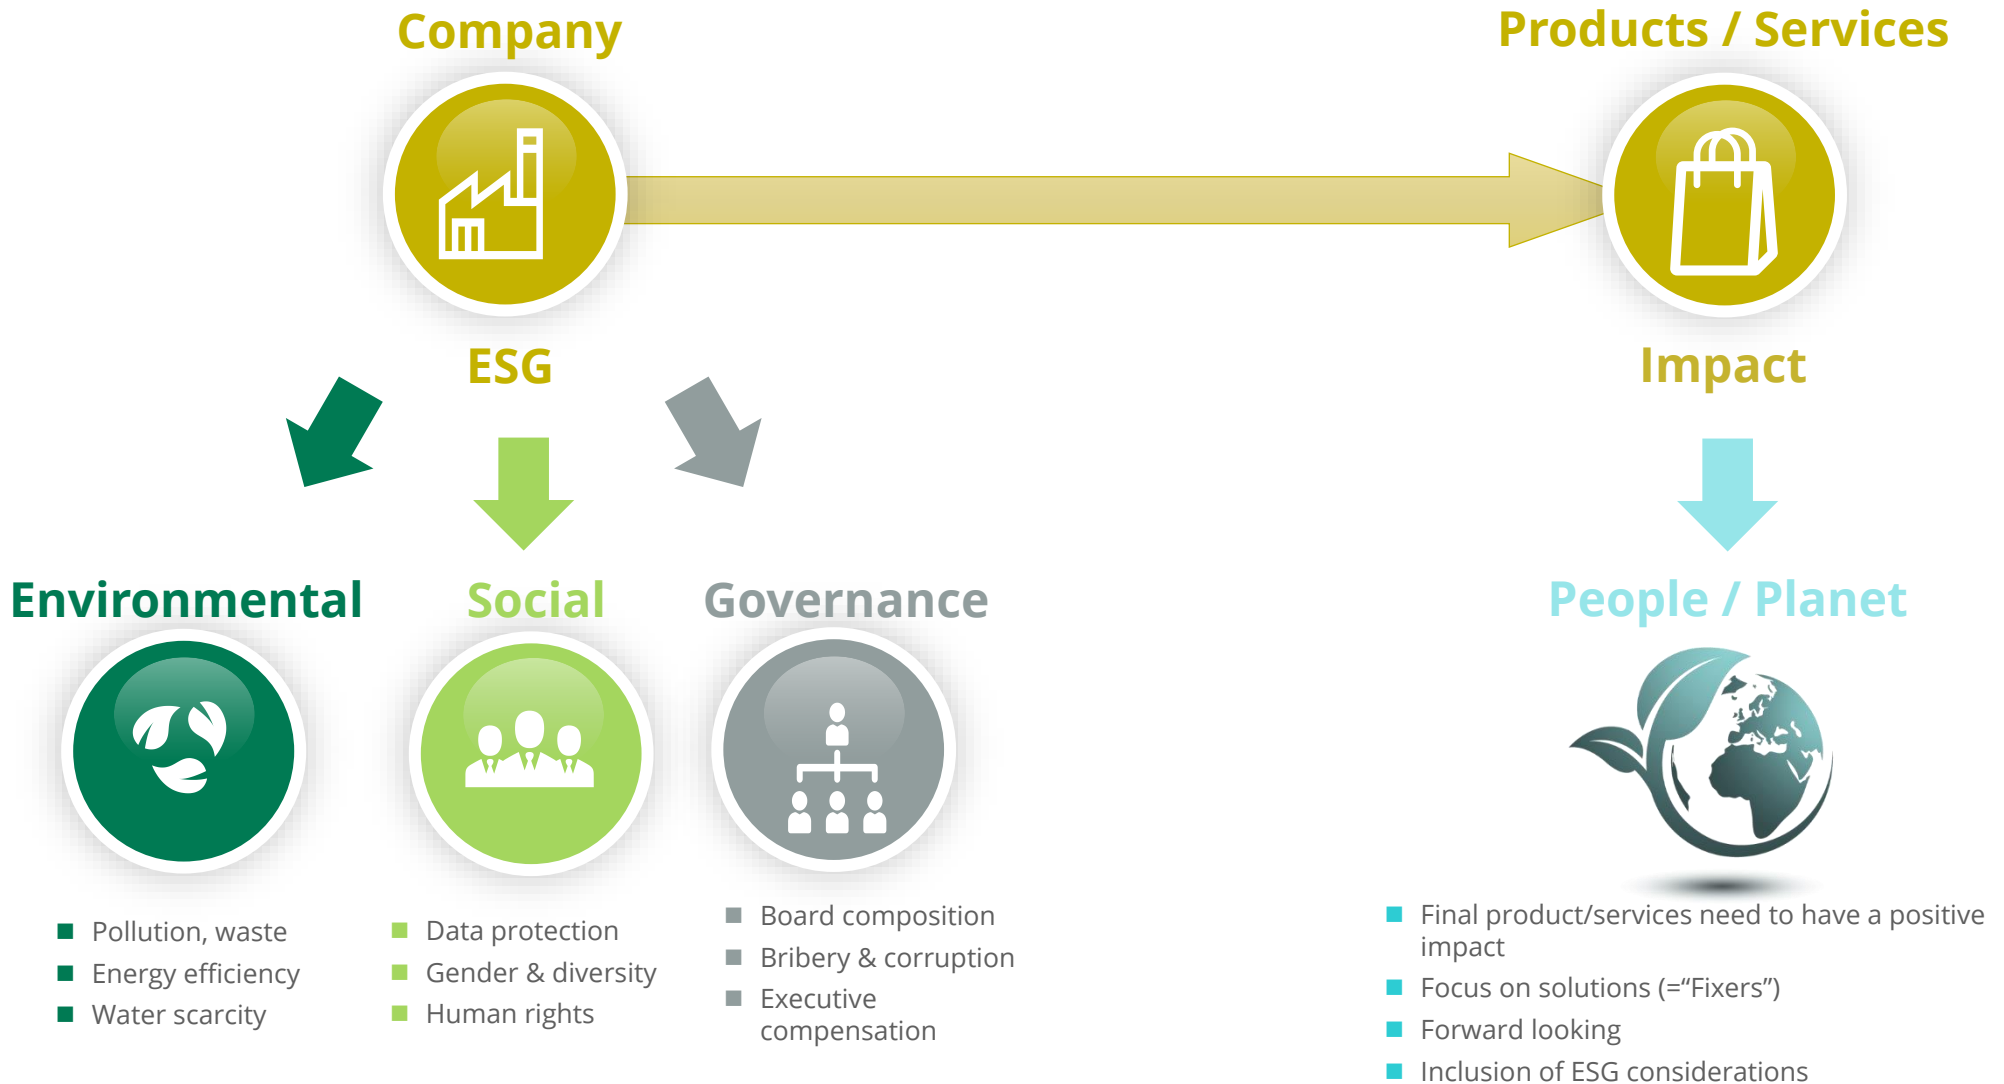 Company
Products / Services
ESG
Impact
Environmental
Social
Governance
People / Planet
Pollution, waste
Energy efficiency
Water scarcity
Data protection
Gender & diversity
Human rights
Board composition
Bribery & corruption
Executive
compensation
Final product/services need to have a positive
impact
Focus on solutions (=“Fixers”)
Forward looking
Inclusion of ESG considerations